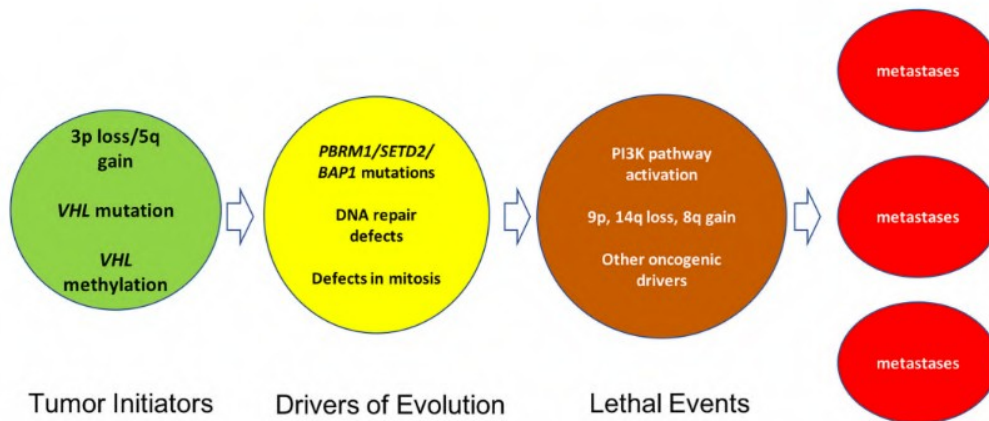 3p loss/5q
gain
VHL mutation
VHL
methylation
PBRM1/SETD2/
BAP1 mutations
DNA repair
defects
Defects in mitosis
PI3K pathway
activation
9p, 14q loss, 8q gain
Other oncogenic
drivers
metastases
metastases
metastases
Tumor Initiators
Drivers of Evolution
Lethal Events